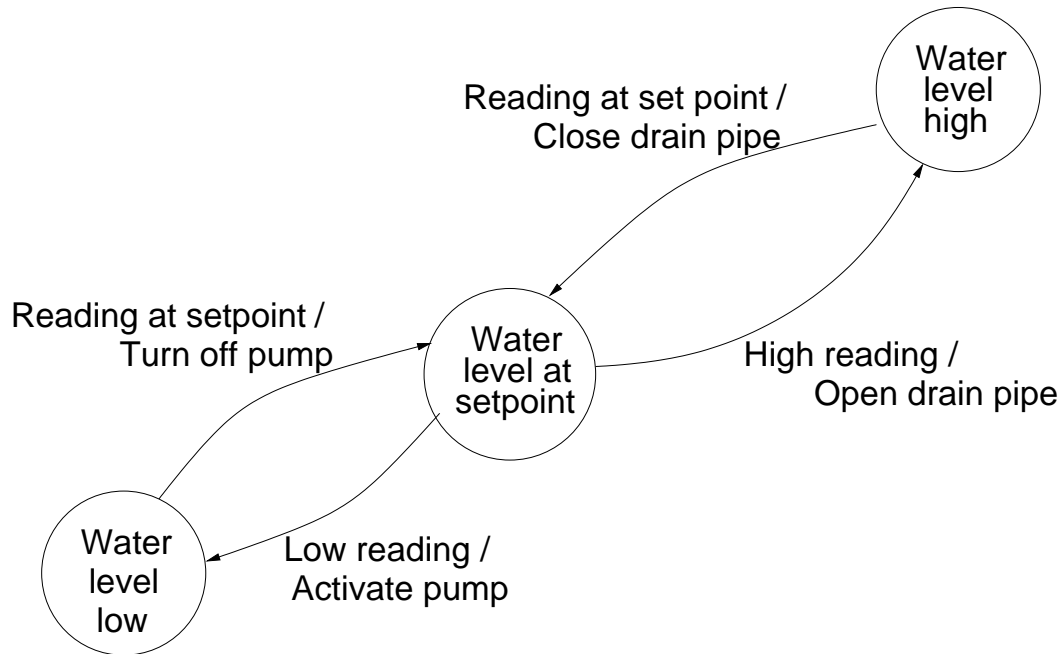 Water
level
high
Reading at set point /
Close drain pipe
Reading at setpoint /
Turn off pump
Water
level at
setpoint
High reading /
Open drain pipe
Water
level
low
Low reading /
Activate pump